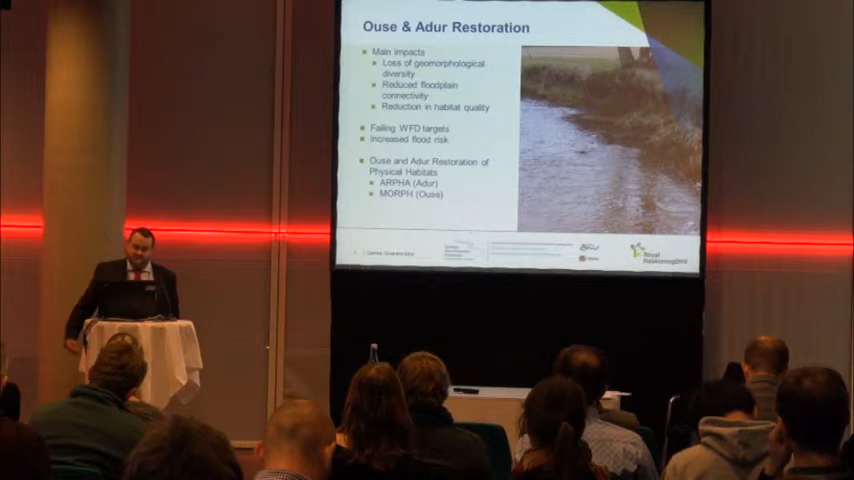 Ouse & Adur Restoration
Main impacts
Loss of geomorphological
diversity
Reduced floodplain
connectivity
Reduction in habitat quality
Failing WFD targets
Increased flood risk
Ouse and Adur Restoration of
Physical Habitats
ARPHA (Adur)
MORPH (Ouse)
Royal
HaskoningDHV